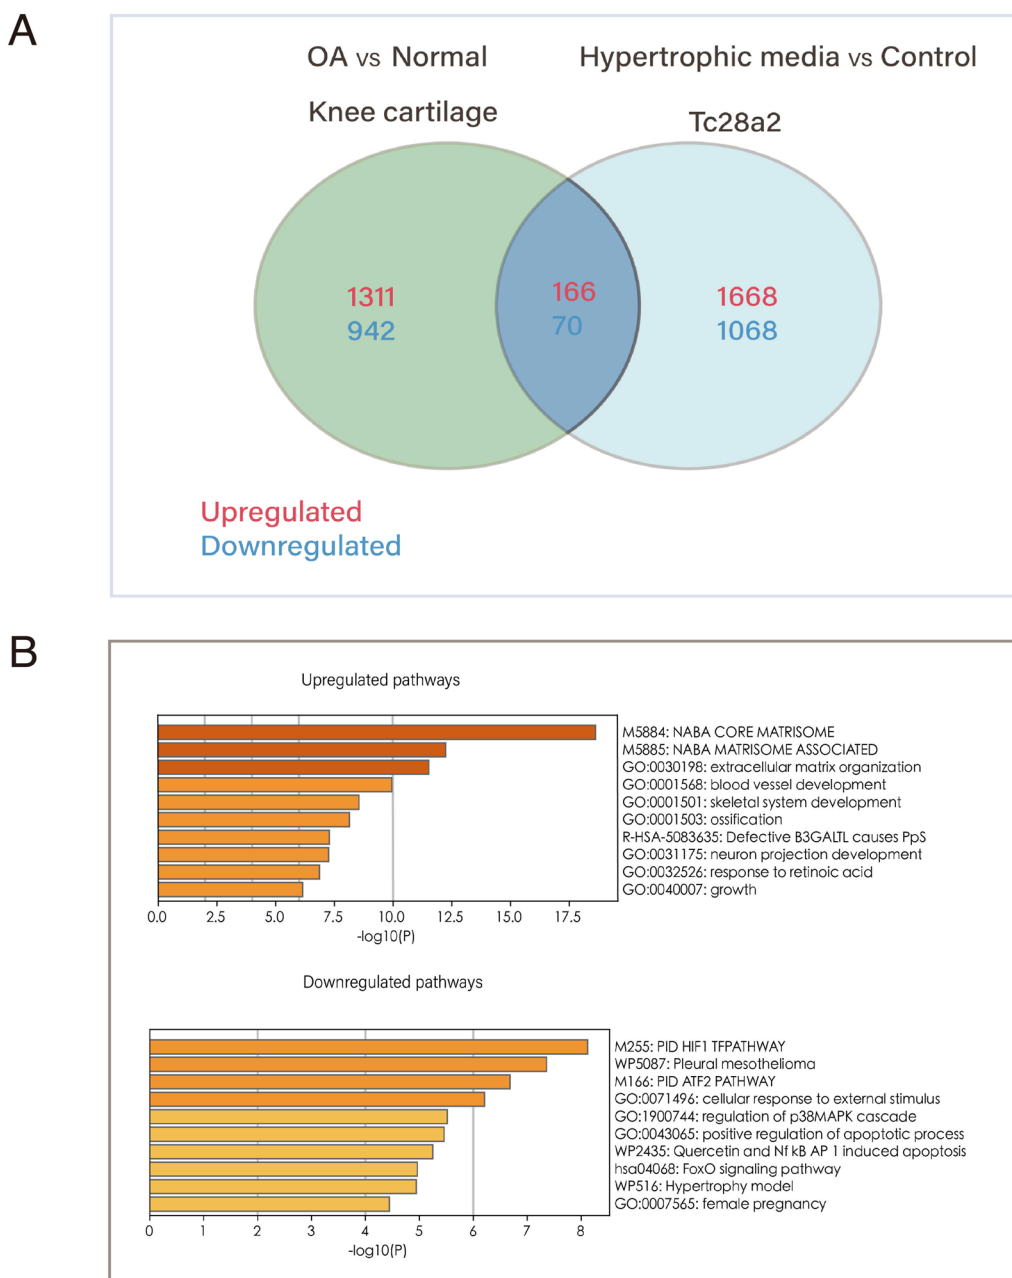 A
OA vs Normal
Hypertrophic media vs Control
Knee cartilage
Tc28a2
1311
942
166
70
1668
1068
Upregulated
Downregulated
B
Upregulated pathways
M5884: NABA CORE MATRISOME
M5885: NABA MATRISOME ASSOCIATED
GO:0030198: extracellular matrix organization
GO:0001568: blood vessel development
GO:0001501: skeletal system development
GO:0001503: ossification
R-HSA-5083635: Defective B3GALTL causes PpS
GO:0031175: neuron projection development
GO:0032526: response to retinoic acid
GO:0040007: growth
0.0 2.5 5.0 7.5 10.0 12.5 15.0 17.5
-log10(P)
Downregulated pathways
M255: PID HIF1 TFPATHWAY
WP5087: Pleural mesothelioma
M166: PID ATF2 PATHWAY
GO:0071496: cellular response to external stimulus
GO:1900744: regulation of p38MAPK cascade
GO:0043065: positive regulation of apoptotic process
WP2435: Quercetin and Nf kB AP 1 induced apoptosis
hsa04068: FoxO signaling pathway
WP516: Hypertrophy model
GO:0007565: female pregnancy
0 1 2 3 4 5 6 7 8
-log10(P)